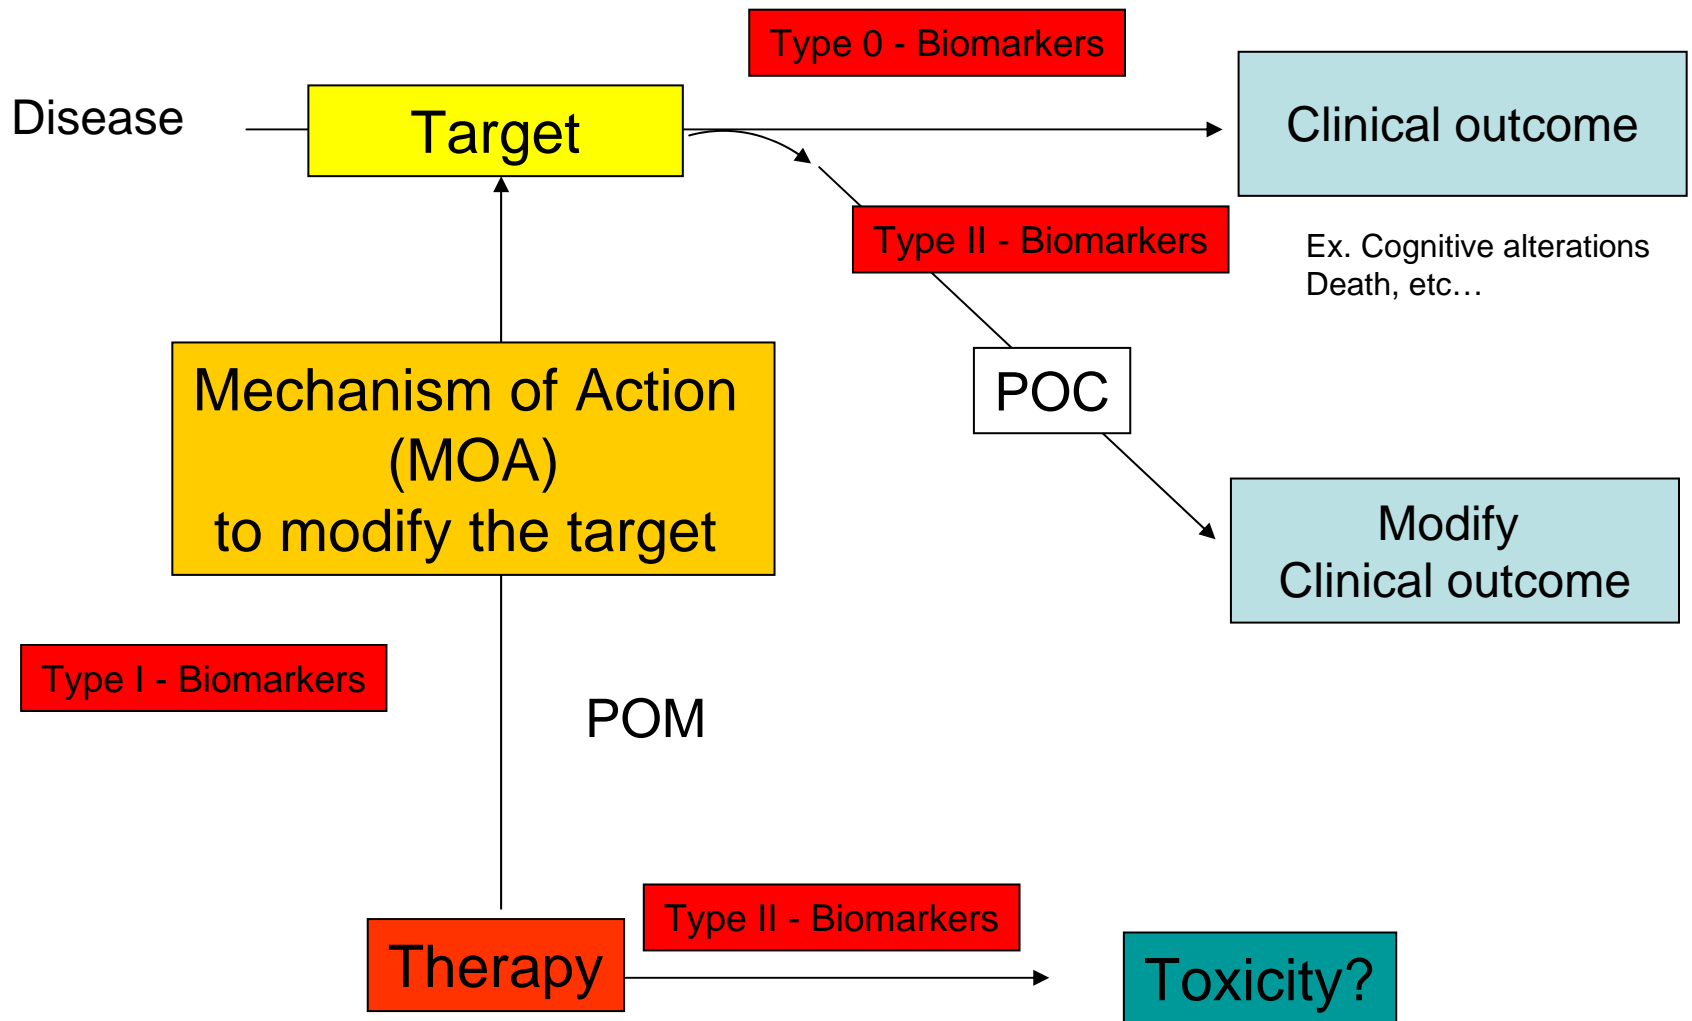 Type 0 - Biomarkers
Disease
Target
Clinical outcome
Type II - Biomarkers
Ex. Cognitive alterations
Death, etc…
Mechanism of Action
(MOA)
to modify the target
POC
Modify
Clinical outcome
Type I - Biomarkers
POM
Type II - Biomarkers
Therapy
Toxicity?